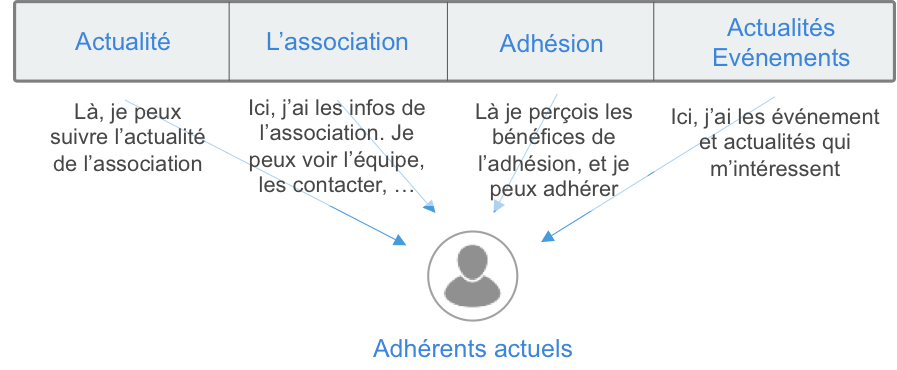 Actualité
L'association
Adhésion
Actualités
Evénements
Là, je peux
suivre l'actualité
de l'association
Ici, j'ai les infos de
l'association. Je
peux voir l'équipe,
les contacter, …
Là je perçois les
bénéfices de
l'adhésion, et je
peux adhérer
Ici, j'ai les événement
et actualités qui
m'intéressent
Adhérents actuels